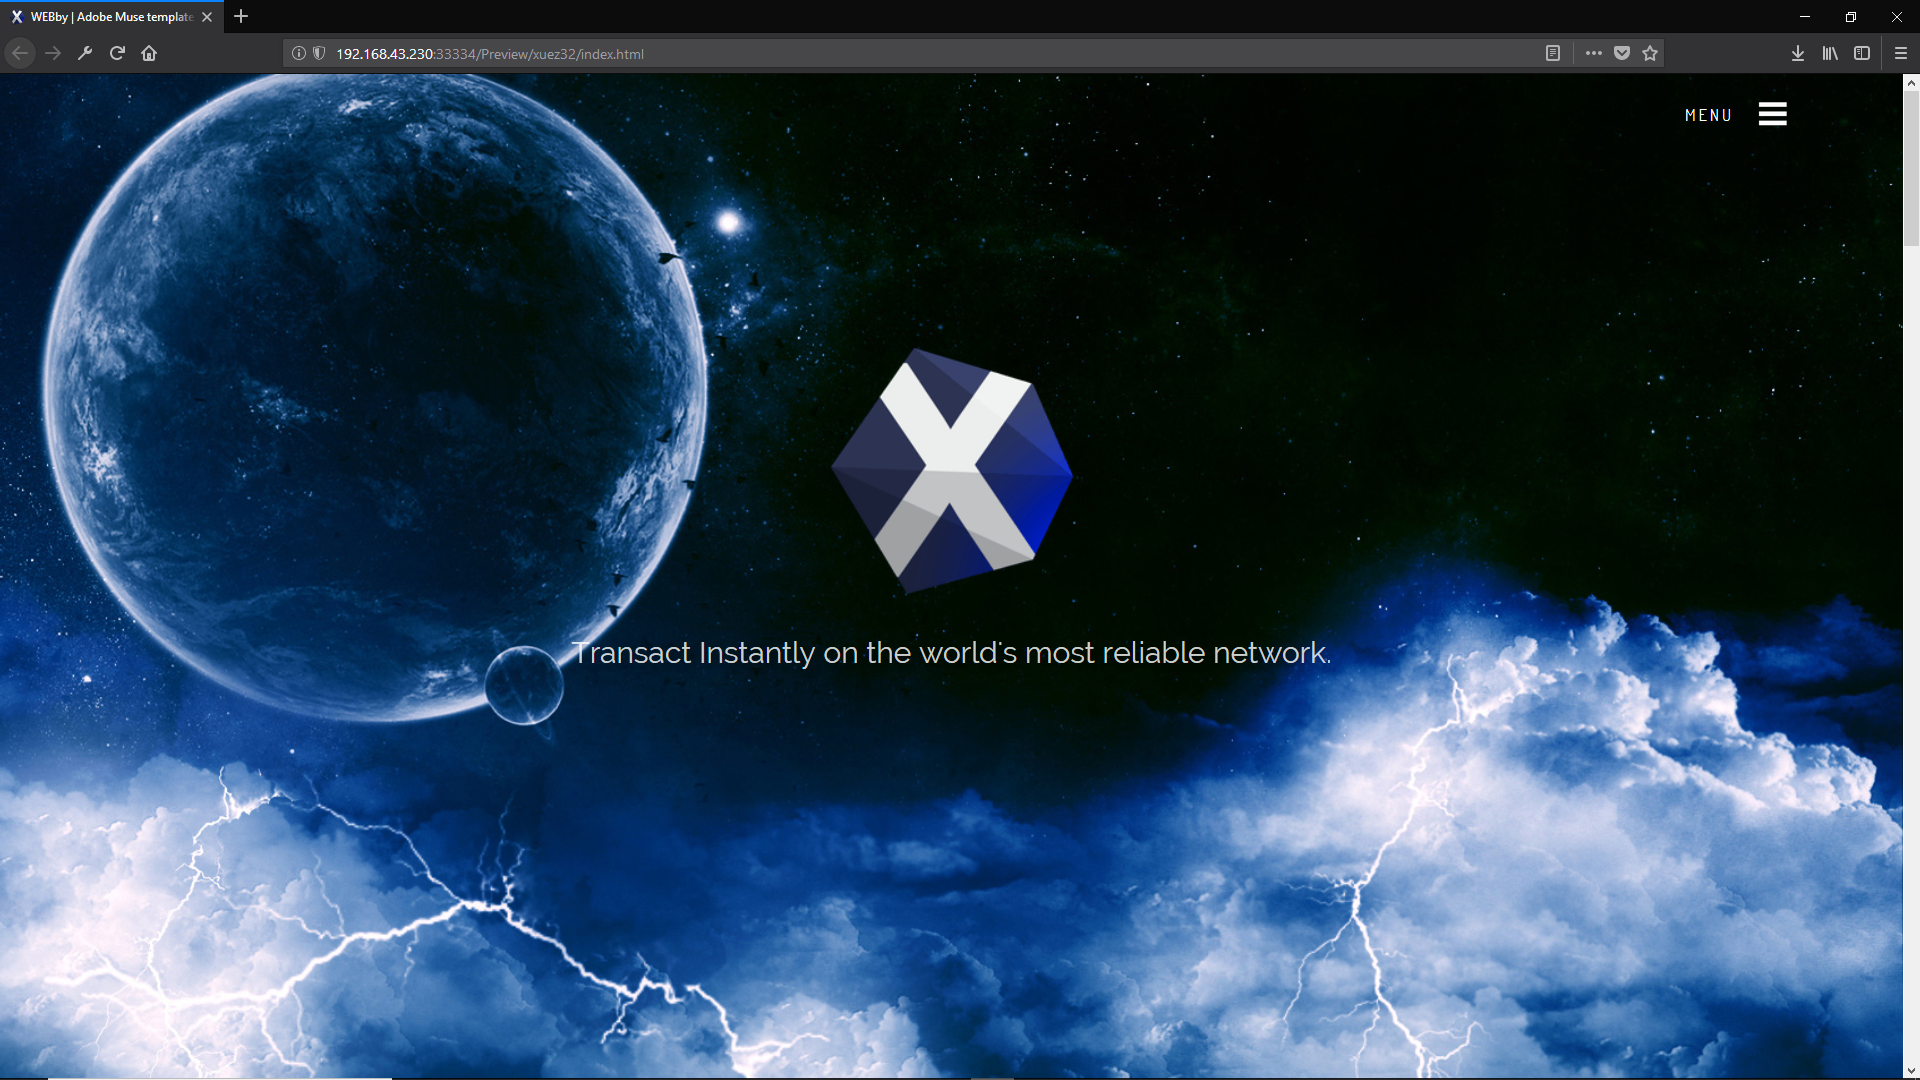 WEBby | Adobe Muse template
192.168.43.230:33334/Preview/xuez32/index.html
MENU
X
Transact Instantly on the world's most reliable network.